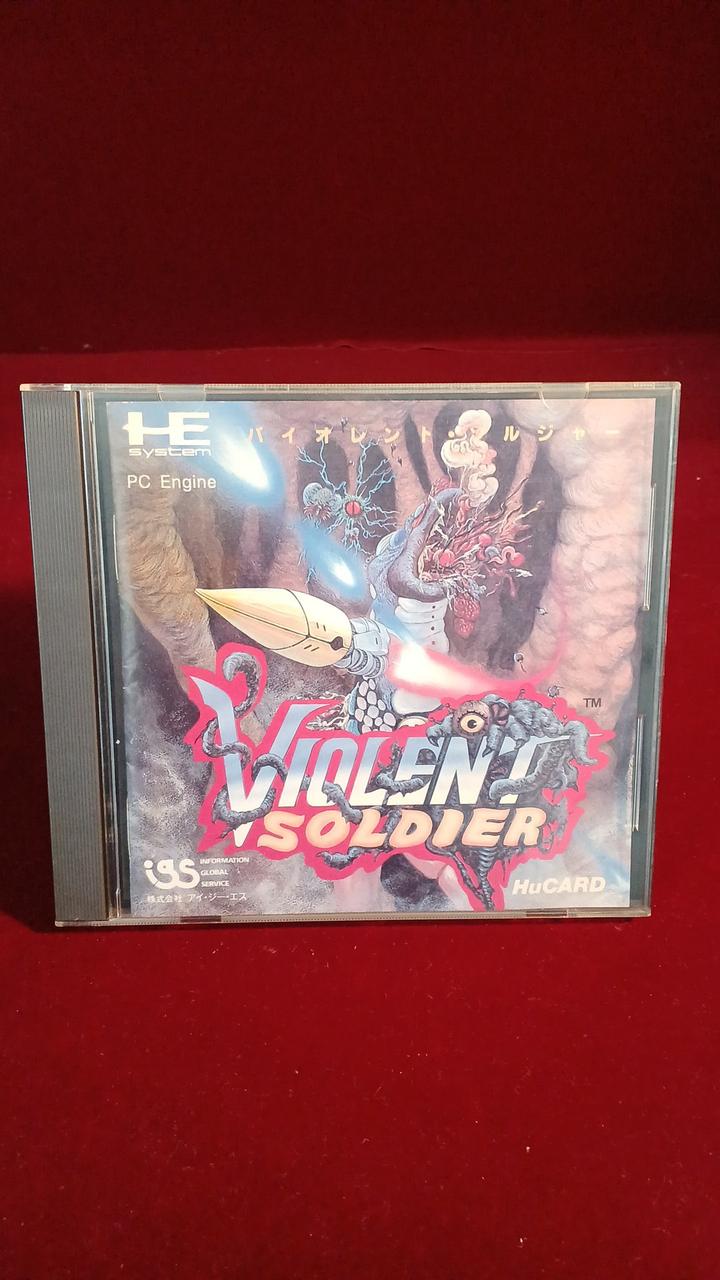 HE
system
バイオレント・ルジャー
PC Engine
TM
VIOLENT
SOLDIER
igs INFORMATION
GLOBAL
SERVICE
株式会社 アイ・ジー・エス
HuCARD